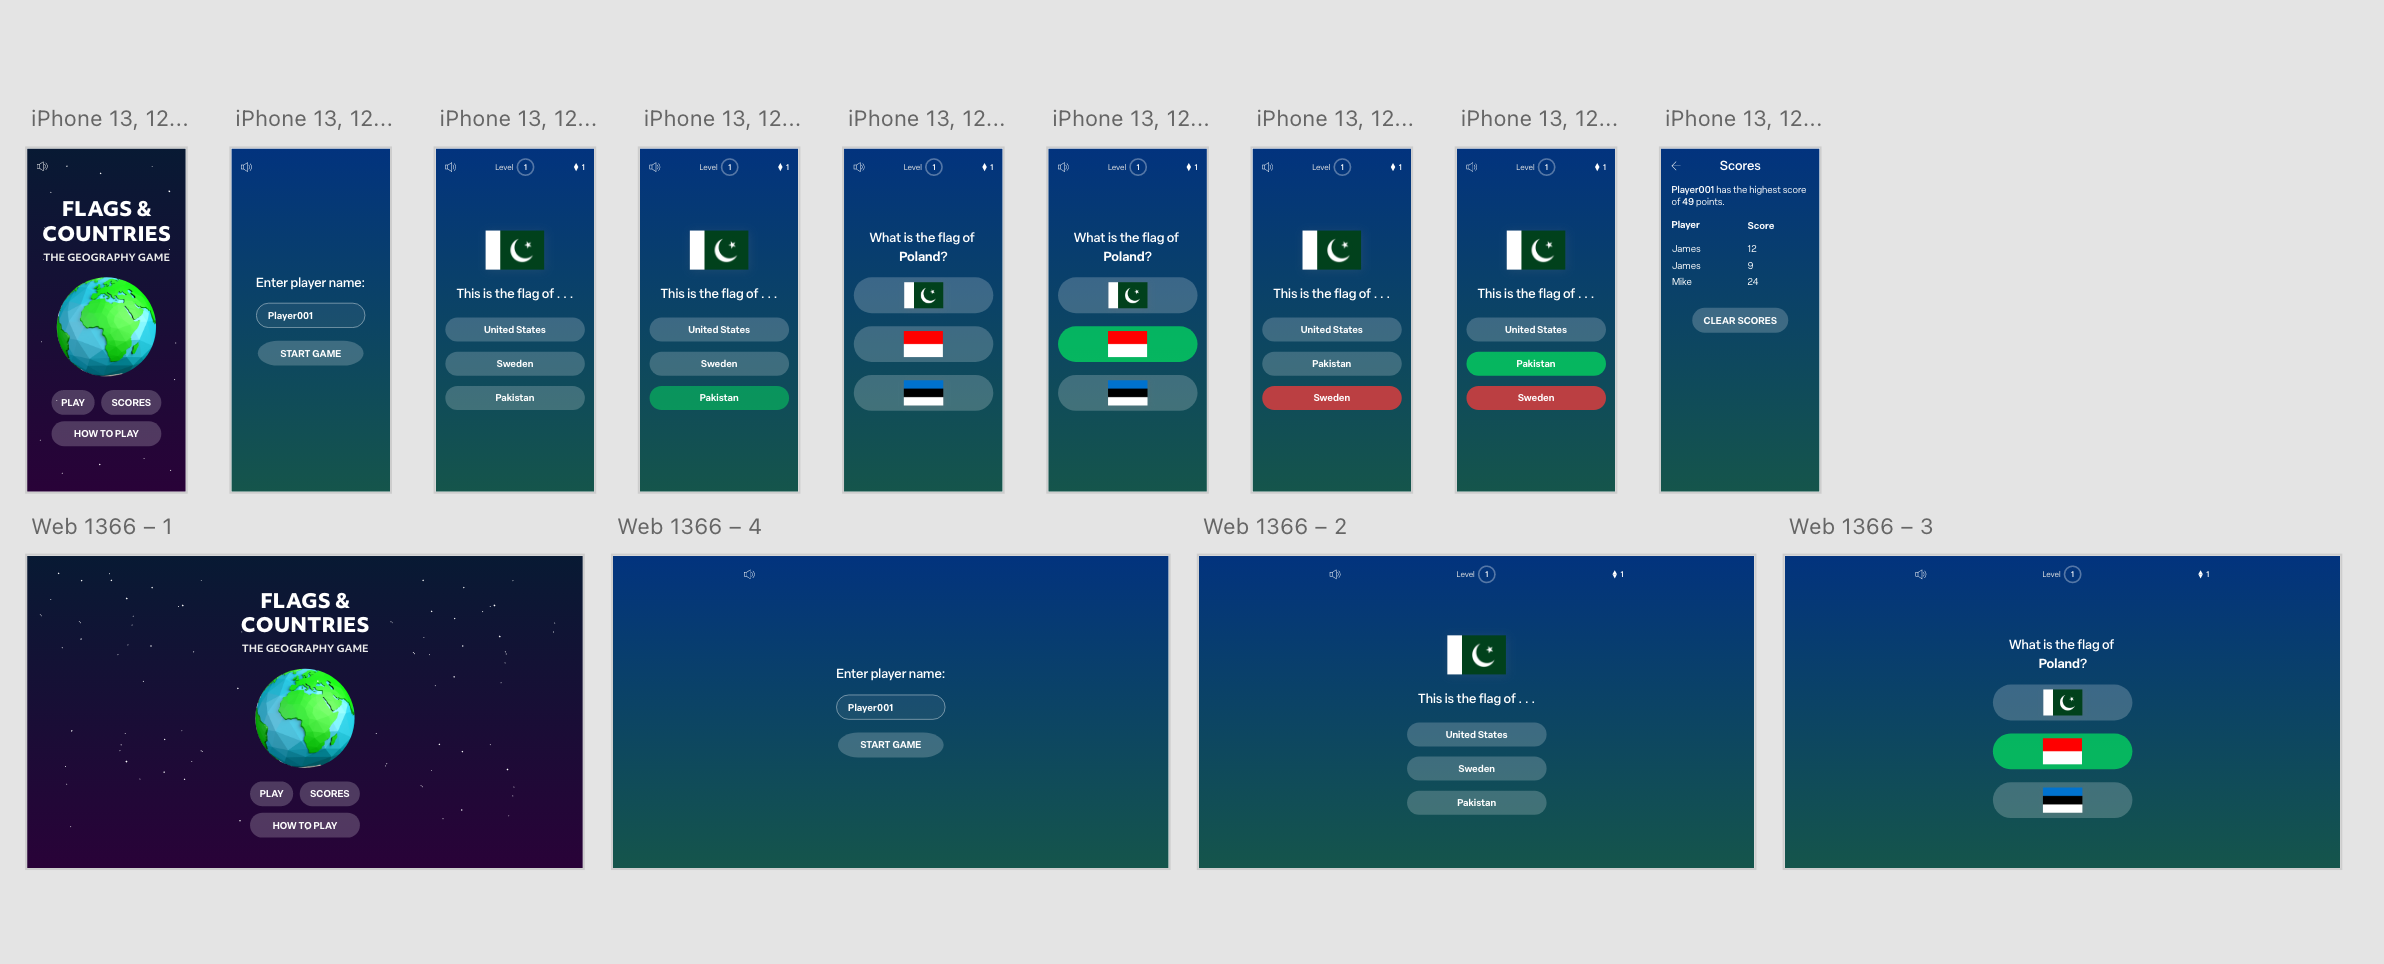 iPhone 13, 12...
iPhone 13, 12...
iPhone 13, 12...
iPhone 13, 12...
iPhone 13, 12...
iPhone 13, 12...
iPhone 13, 12...
iPhone 13, 12...
iPhone 13, 12...
FLAGS &
COUNTRIES
THE GEOGRAPHY GAME
PLAY
SCORES
HOW TO PLAY
Enter player name:
Player001
START GAME
Level 1
1
This is the flag of . . .
United States
Sweden
Pakistan
Level 1
1
This is the flag of . . .
United States
Sweden
Pakistan
Level 1
1
What is the flag of
Poland?
Level 1
1
What is the flag of
Poland?
Level 1
1
This is the flag of . . .
United States
Pakistan
Sweden
Level 1
1
This is the flag of . . .
United States
Pakistan
Sweden
Scores
Player001 has the highest score
of 49 points.
Player Score
James 12
James 9
Mike 24
CLEAR SCORES
Web 1366 – 1
Web 1366 – 4
Web 1366 – 2
Web 1366 – 3
FLAGS &
COUNTRIES
THE GEOGRAPHY GAME
PLAY
SCORES
HOW TO PLAY
Enter player name:
Player001
START GAME
Level 1
1
This is the flag of . . .
United States
Sweden
Pakistan
Level 1
1
What is the flag of
Poland?